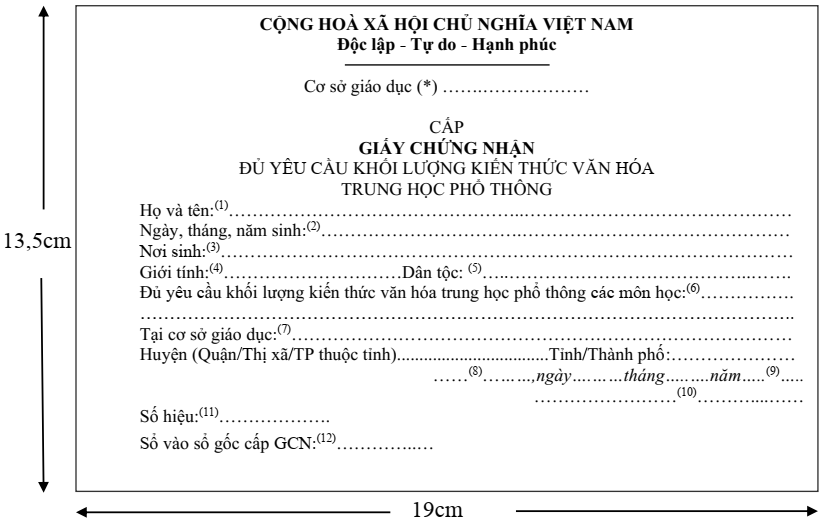 CỘNG HOÀ XÃ HỘI CHỦ NGHĨA VIỆT NAM
Độc lập - Tự do - Hạnh phúc
Cơ sở giáo dục (*) …………………….
CẤP
GIẤY CHỨNG NHẬN
ĐỦ YÊU CẦU KHỐI LƯỢNG KIẾN THỨC VĂN HÓA
TRUNG HỌC PHỔ THÔNG
Họ và tên:(1)……………………………………………………………………………………
Ngày, tháng, năm sinh:(2)………………………………………………………………………
Nơi sinh:(3)……………………………………………………………………………………
Giới tính:(4)…………………………Dân tộc: (5)…...……………………………………...…….
Đủ yêu cầu khối lượng kiến thức văn hóa trung học phổ thông các môn học:(6)…………….
………………………………………………………………………………………………….
Tại cơ sở giáo dục:(7)…………………………………………………………………………
Huyện (Quận/Thị xã/TP thuộc tỉnh)..................................Tỉnh/Thành phố:…………………
……(8)………,ngày..........tháng.........năm.....(9).....
……………………(10)………...……
13,5cm
Số hiệu:(11)……………….
Sổ vào sổ gốc cấp GCN:(12)…………...…
19cm